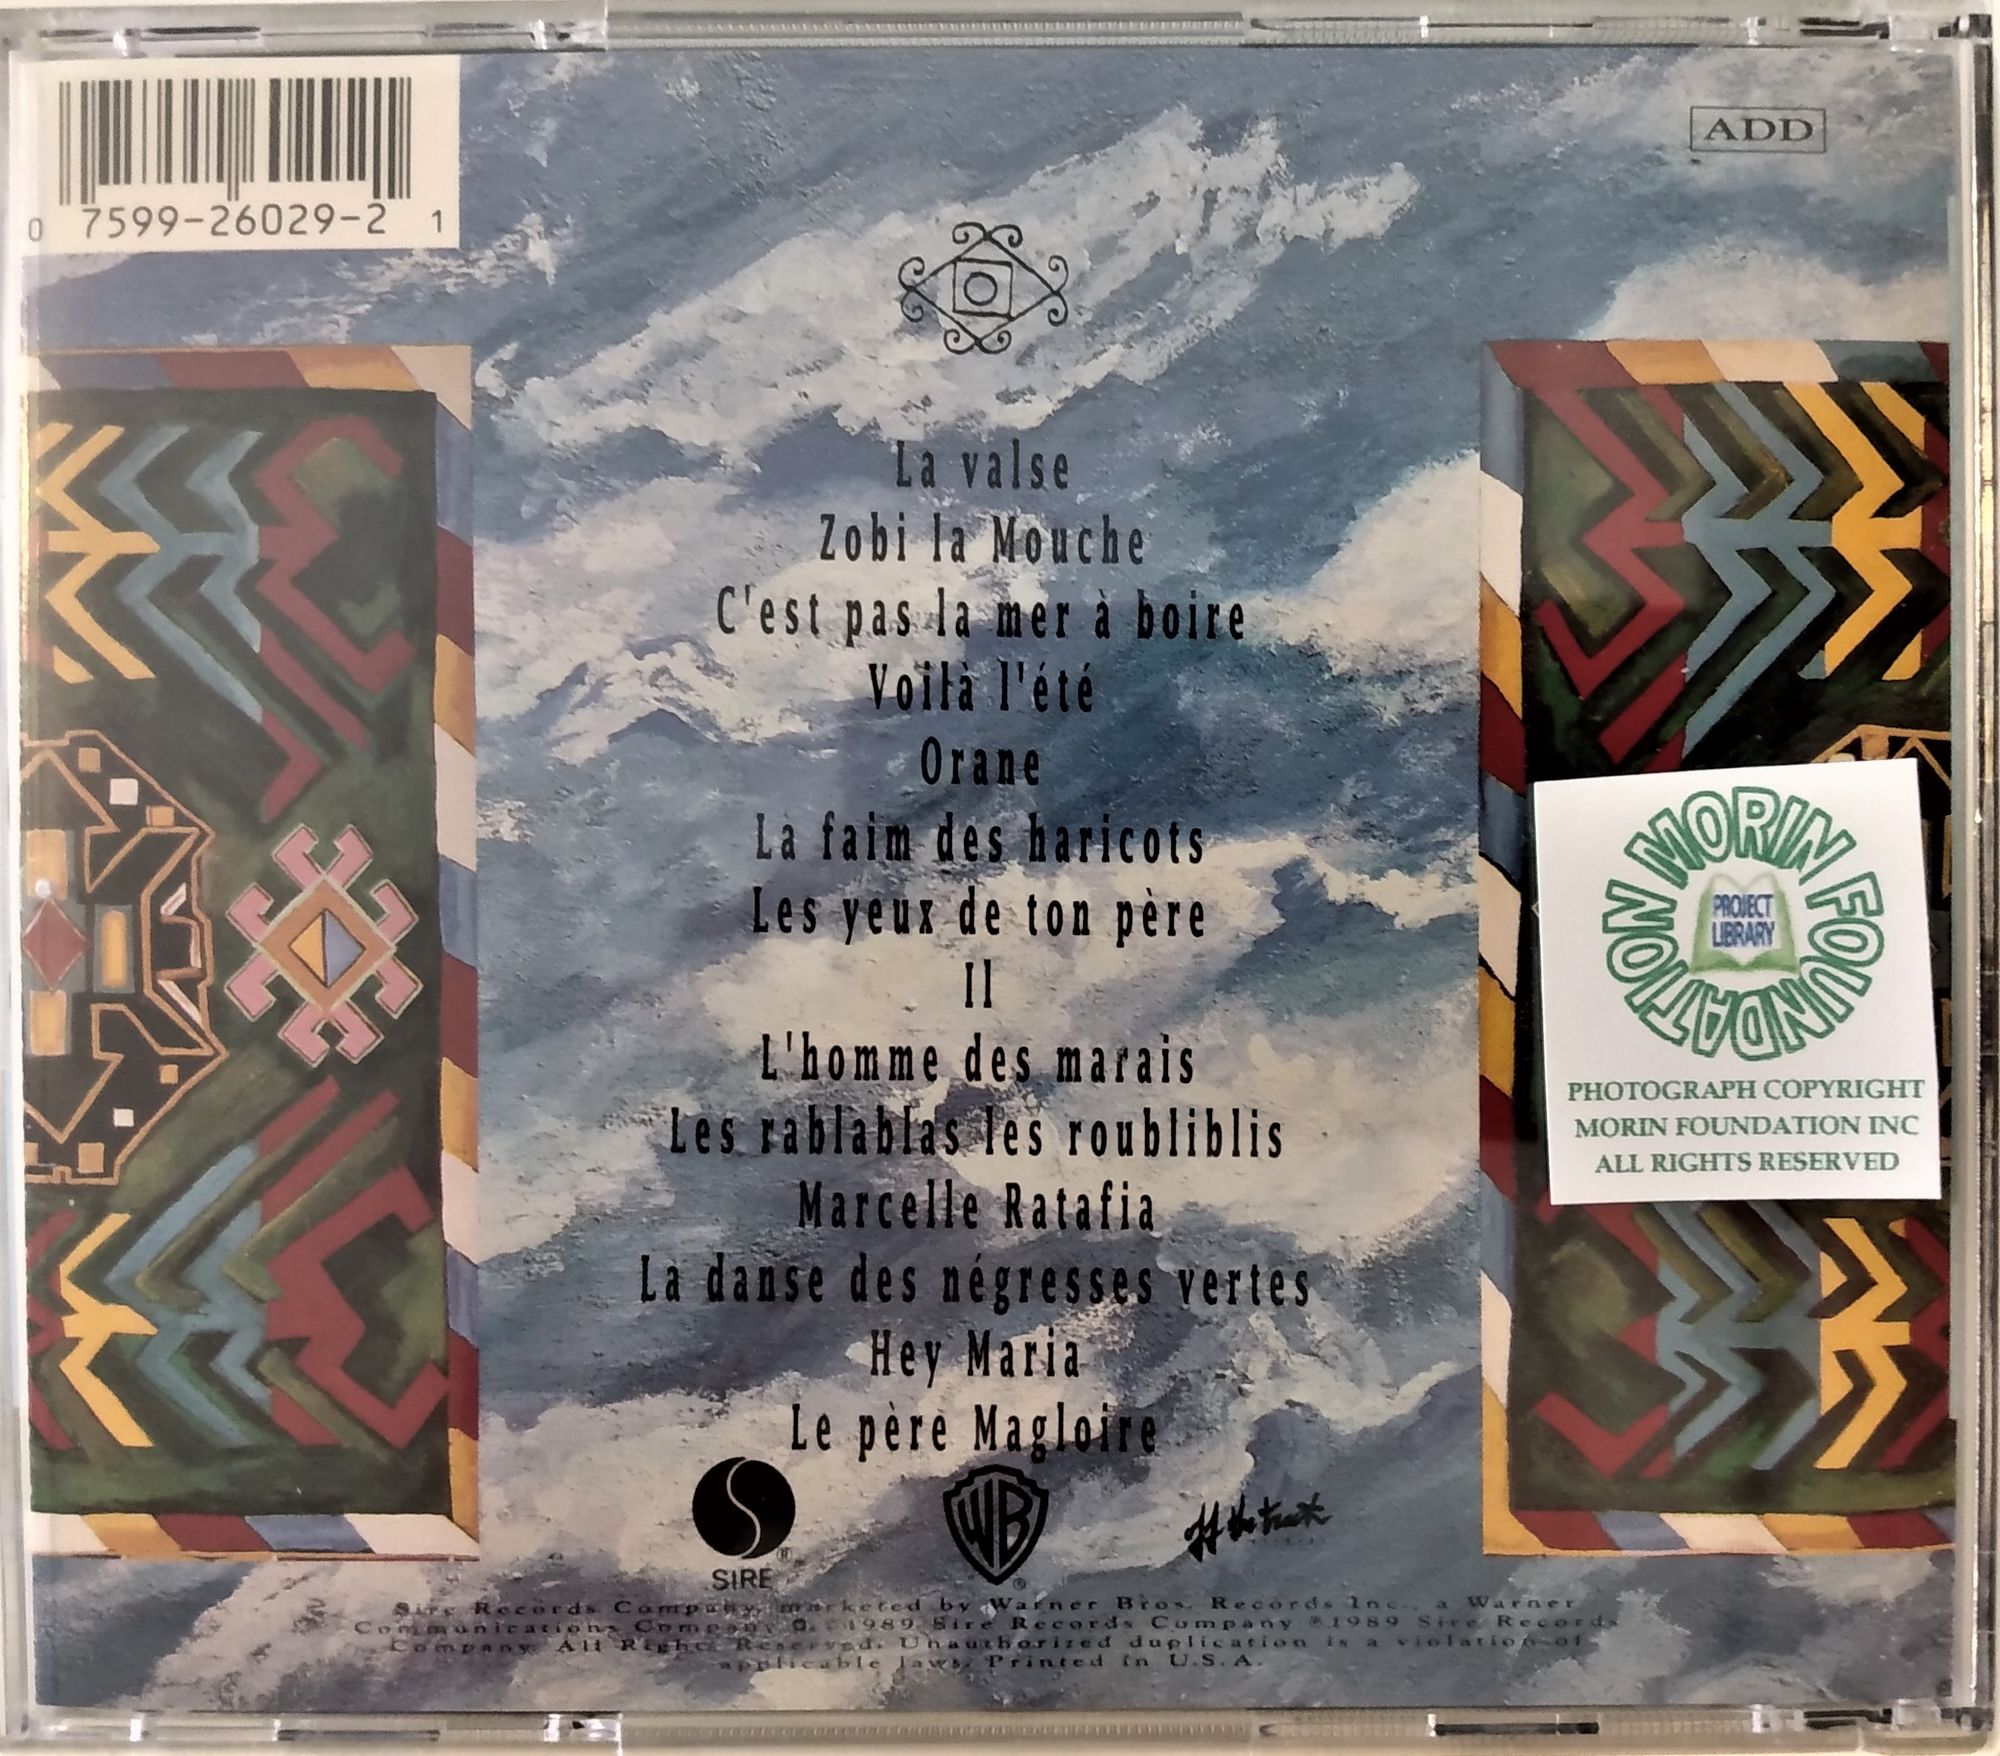 0 7599-26029-2 1
ADD
La valse
Zobi la Mouche
C'est pas la mer à boire
Voilà l'été
Orane
La faim des haricots
Les yeux de ton père
Il
L'homme des marais
Les rablablas les roubliblis
Marcelle Ratafia
La danse des négresses vertes
Hey Maria
Le père Magloire
SIRE ®
WB ®
off the track
Sire Records Company, marketed by Warner Bros. Records Inc., a Warner
Communications Company ©1989 Sire Records Company ℗1989 Sire Records
Company. All Rights Reserved. Unauthorized duplication is a violation of
applicable laws. Printed in U.S.A.
MORIN FOUNDATION
PROJECT
LIBRARY
PHOTOGRAPH COPYRIGHT
MORIN FOUNDATION INC
ALL RIGHTS RESERVED